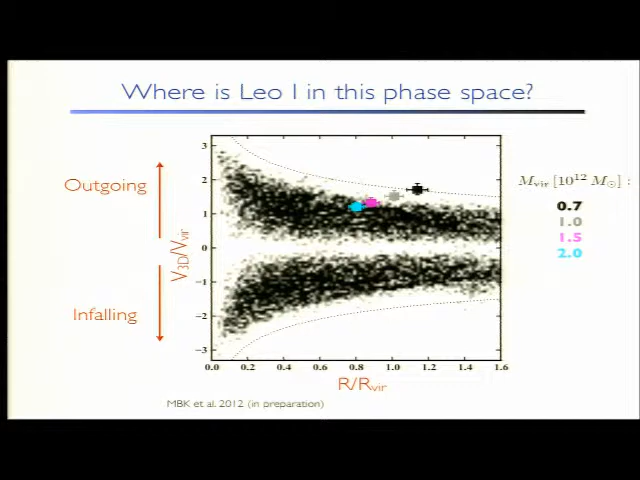 Where is Leo I in this phase space?
Outgoing
Infalling
V3D/Vvir
3
2
1
0
−1
−2
−3
0.0 0.2 0.4 0.6 0.8 1.0 1.2 1.4 1.6
R/Rvir
Mvir [10^12 M⊙] :
0.7
1.0
1.5
2.0
MBK et al. 2012 (in preparation)